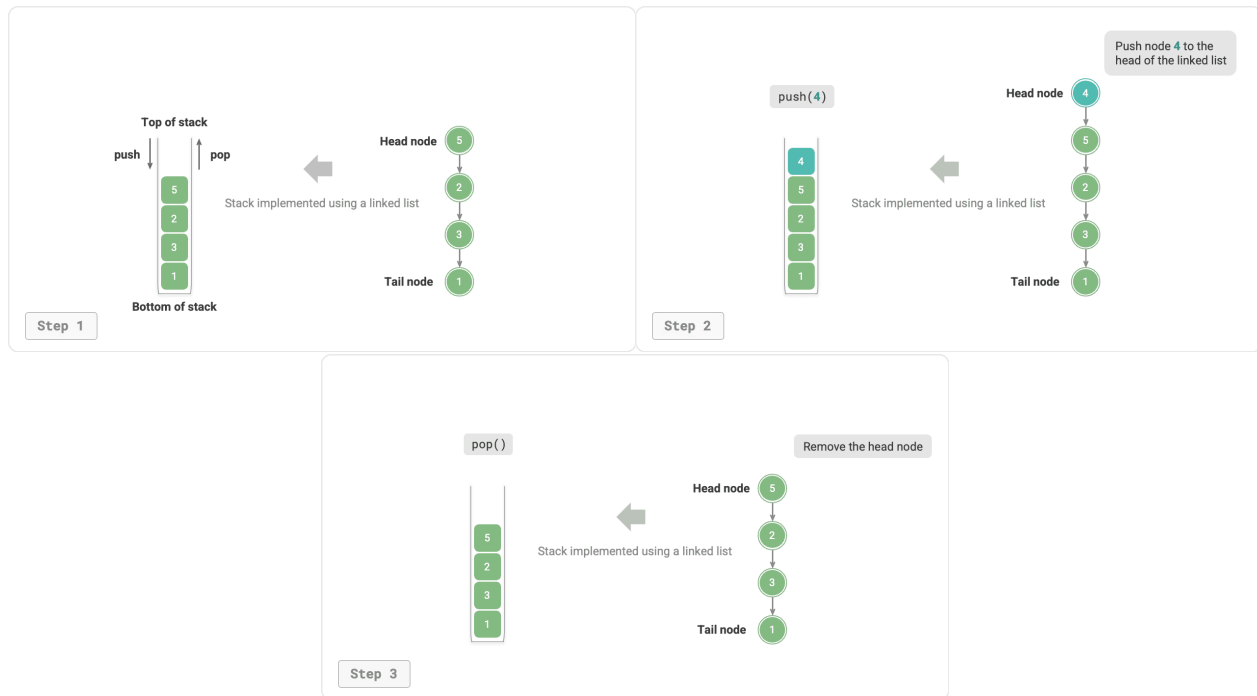 Top of stack
push
pop
5
2
3
1
Bottom of stack
Stack implemented using a linked list
Head node
5
2
3
Tail node
1
Step 1
push(4)
4
5
2
3
1
Stack implemented using a linked list
Push node 4 to the
head of the linked list
Head node
4
5
2
3
Tail node
1
Step 2
pop()
5
2
3
1
Stack implemented using a linked list
Remove the head node
Head node
5
2
3
Tail node
1
Step 3